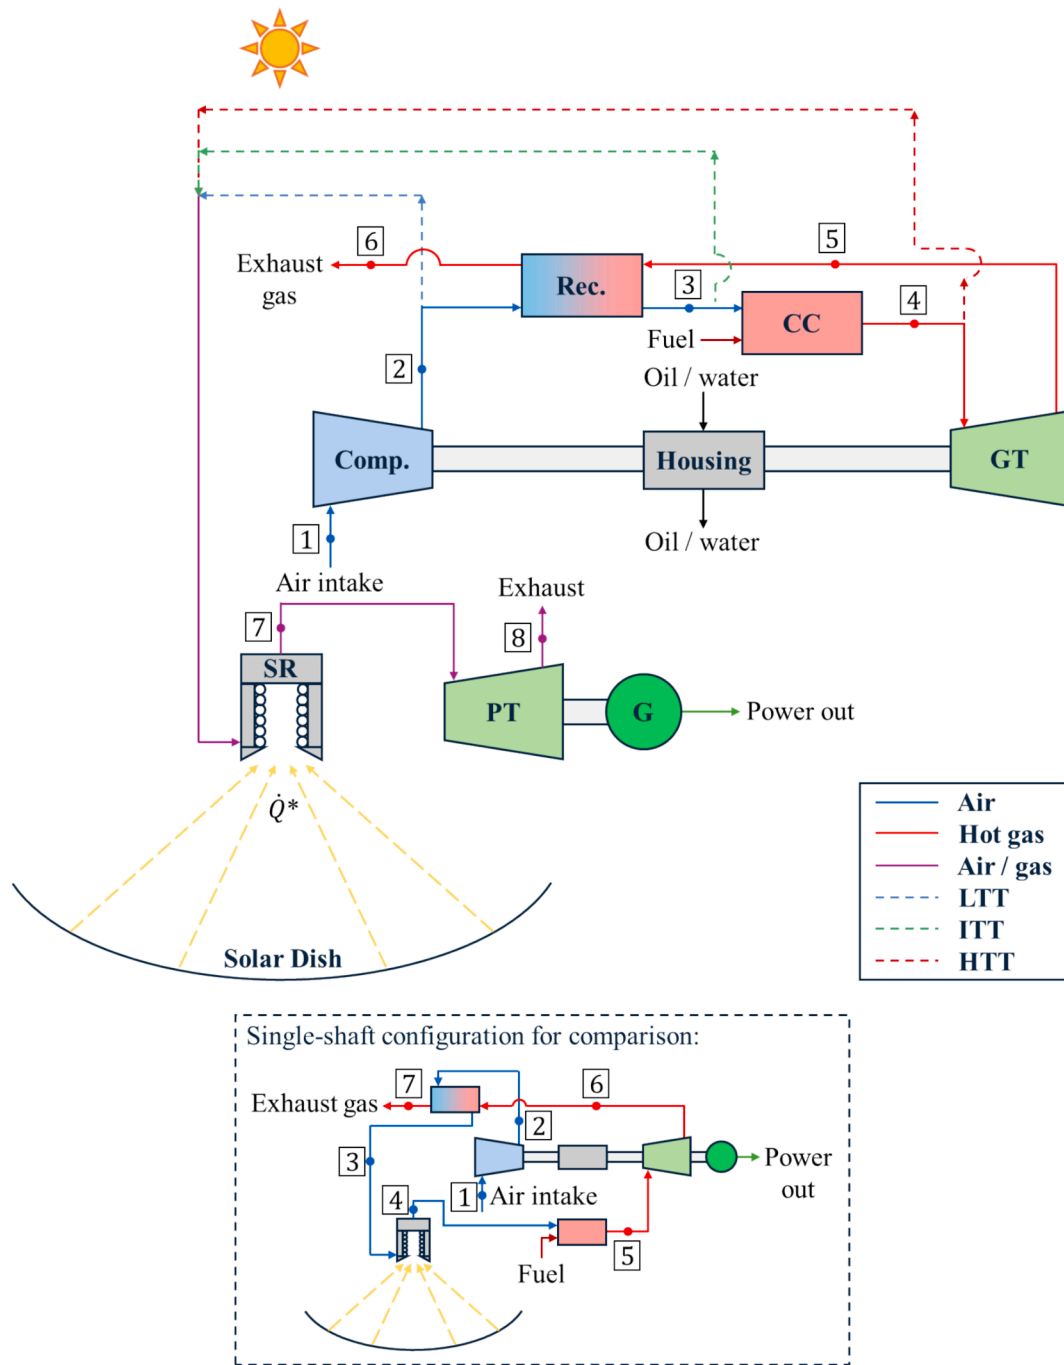 6
5
Exhaust
gas
Rec.
3
CC
4
Fuel
2
Oil / water
Comp.
Housing
GT
1
Oil / water
Air intake
Exhaust
7
8
SR
PT
G
Power out
Q̇*
Air
Hot gas
Air / gas
LTT
ITT
HTT
Solar Dish
Single-shaft configuration for comparison:
7
6
Exhaust gas
2
3
Power
out
1
Air intake
4
5
Fuel